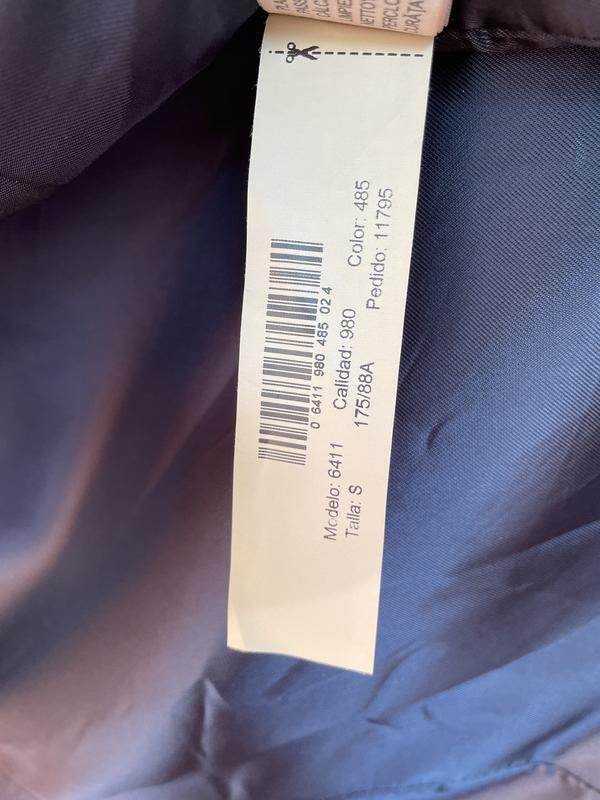 0 6411 980 485 02 4
Modelo: 6411 Calidad: 980 Color: 485
Talla: S 175/88A Pedido: 11795